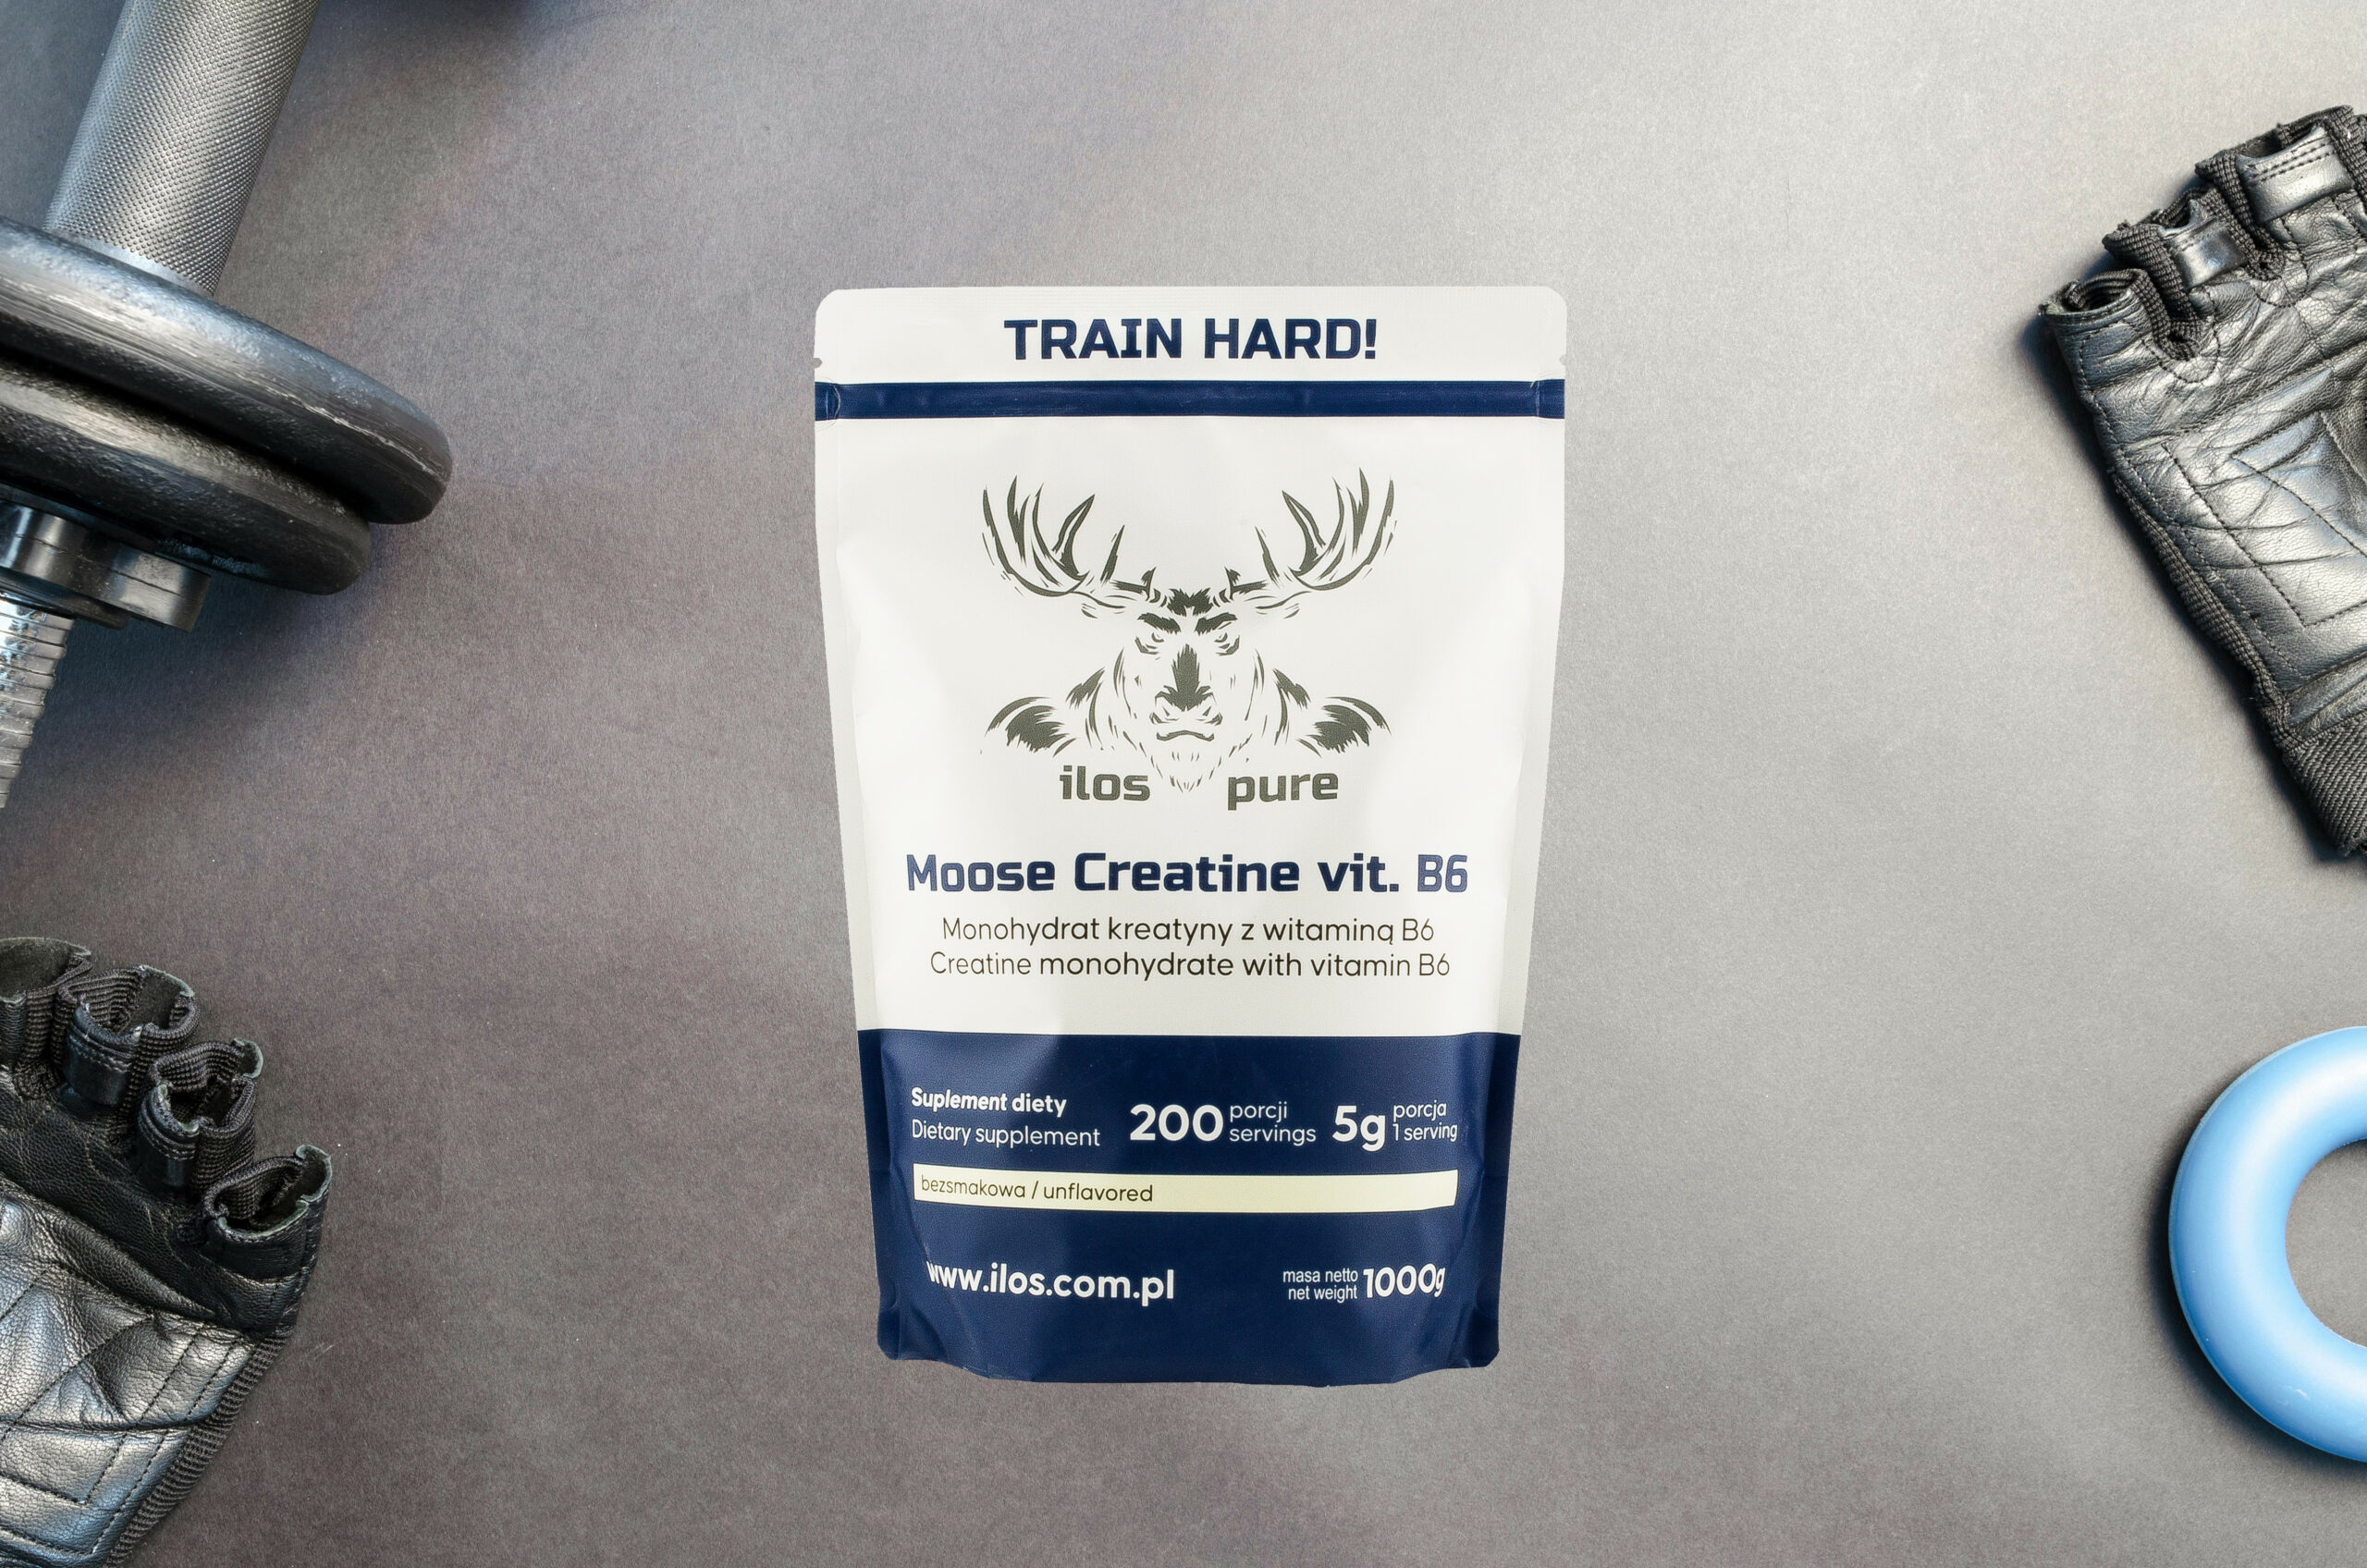 TRAIN HARD!
ilos pure
Moose Creatine vit. B6
Monohydrat kreatyny z witaminą B6
Creatine monohydrate with vitamin B6
Suplement diety
Dietary supplement
200 porcji
servings
5g porcja
1 serving
bezsmakowa / unflavored
www.ilos.com.pl
masa netto
net weight
1000g